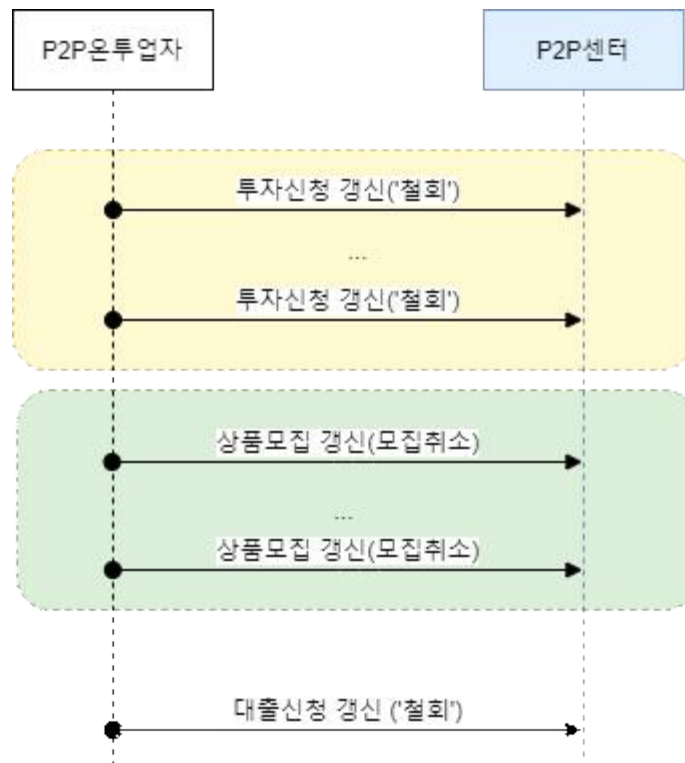 P2P온투업자
P2P센터
투자신청 갱신('철회')
...
투자신청 갱신('철회')
상품모집 갱신(모집취소)
...
상품모집 갱신(모집취소)
대출신청 갱신 ('철회')